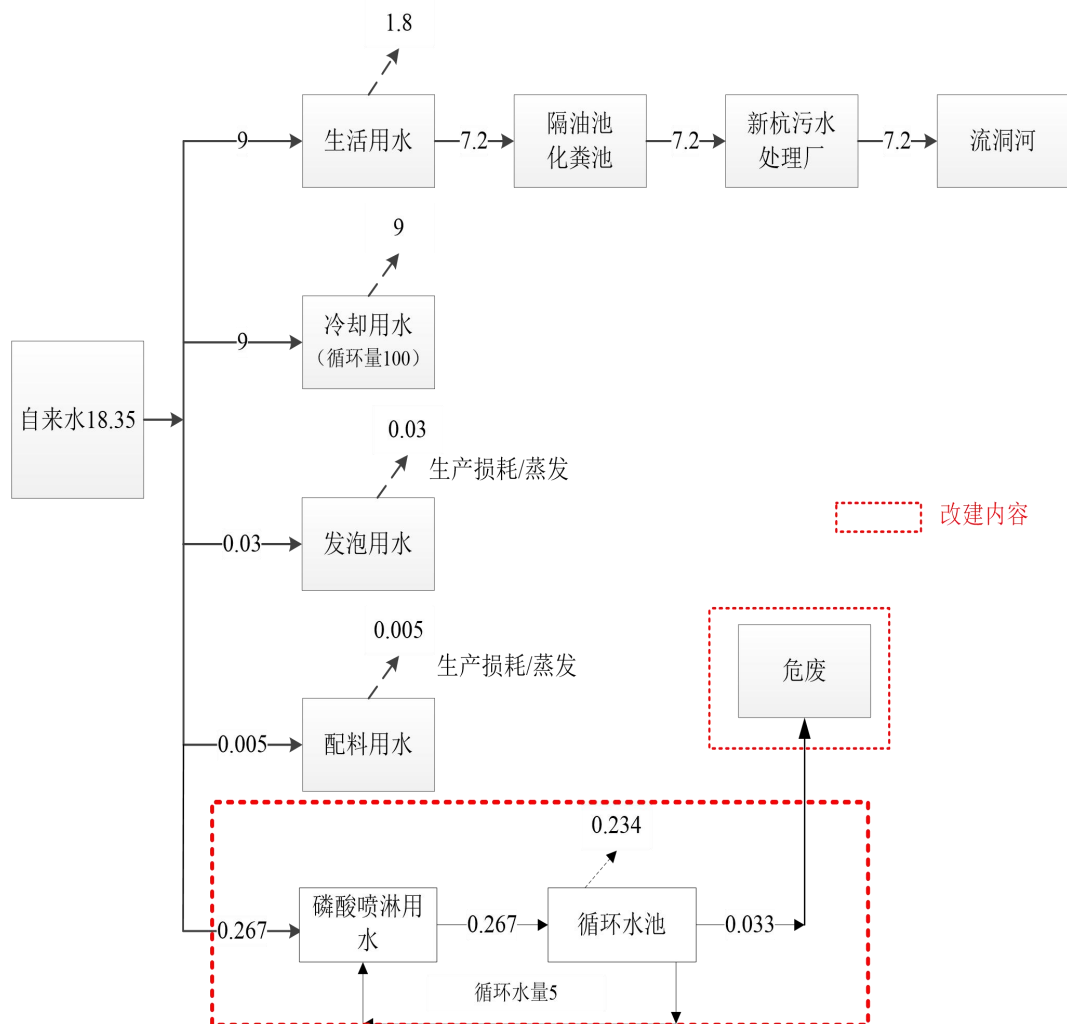 1.8
9
生活用水
7.2
隔油池
化粪池
7.2
新杭污水
处理厂
7.2
流洞河
9
9
冷却用水
（循环量100）
自来水18.35
0.03
生产损耗/蒸发
0.03
发泡用水
改建内容
0.005
生产损耗/蒸发
0.005
配料用水
危废
0.234
0.267
磷酸喷淋用
水
0.267
循环水池
0.033
循环水量5